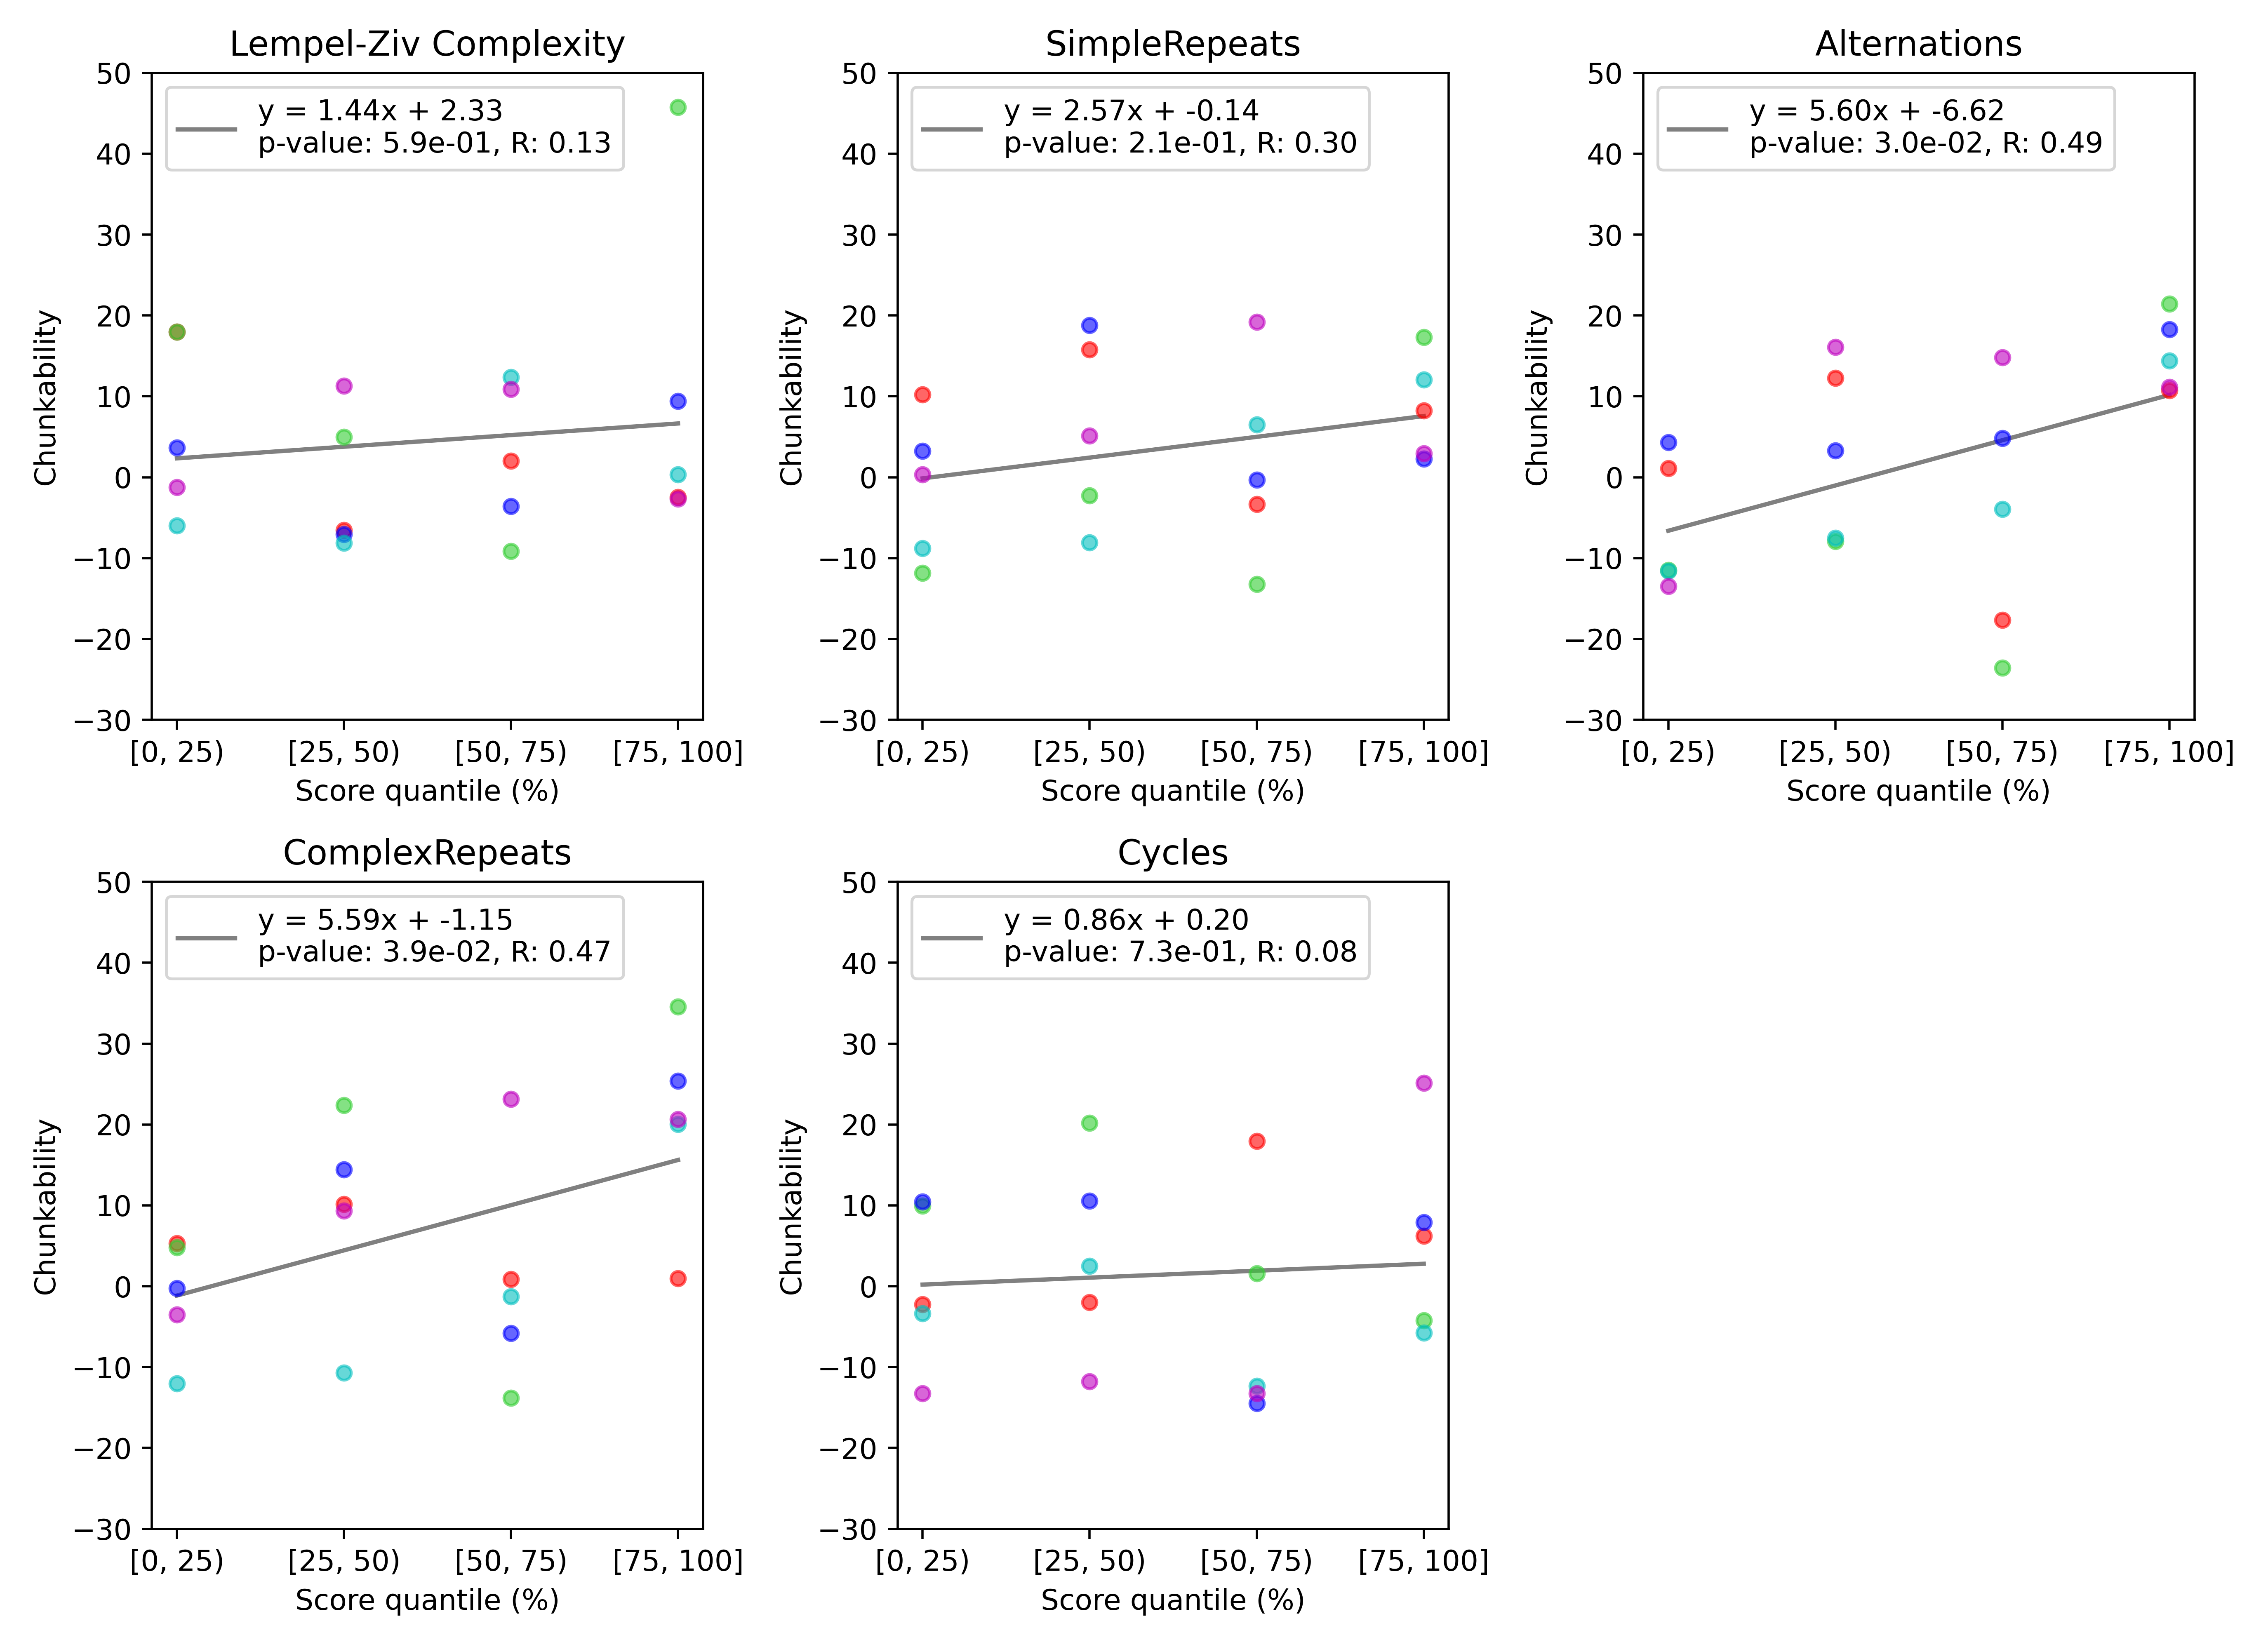 Lempel-Ziv Complexity
y = 1.44x + 2.33
p-value: 5.9e-01, R: 0.13
50
40
30
20
10
0
−10
−20
−30
Chunkability
[0, 25)
[25, 50)
[50, 75)
[75, 100]
Score quantile (%)
SimpleRepeats
y = 2.57x + -0.14
p-value: 2.1e-01, R: 0.30
50
40
30
20
10
0
−10
−20
−30
Chunkability
[0, 25)
[25, 50)
[50, 75)
[75, 100]
Score quantile (%)
Alternations
y = 5.60x + -6.62
p-value: 3.0e-02, R: 0.49
50
40
30
20
10
0
−10
−20
−30
Chunkability
[0, 25)
[25, 50)
[50, 75)
[75, 100]
Score quantile (%)
ComplexRepeats
y = 5.59x + -1.15
p-value: 3.9e-02, R: 0.47
50
40
30
20
10
0
−10
−20
−30
Chunkability
[0, 25)
[25, 50)
[50, 75)
[75, 100]
Score quantile (%)
Cycles
y = 0.86x + 0.20
p-value: 7.3e-01, R: 0.08
50
40
30
20
10
0
−10
−20
−30
Chunkability
[0, 25)
[25, 50)
[50, 75)
[75, 100]
Score quantile (%)